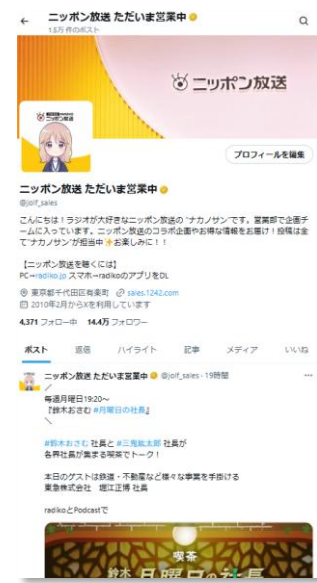 ニッポン放送 ただいま営業中
1.5万 件のポスト
ニッポン放送
ニッポン放送
プロフィールを編集
ニッポン放送 ただいま営業中
@jolf_sales
こんにちは！ラジオが大好きなニッポン放送の “ナカノサン”です。営業部で企画チ
ームに入っています。ニッポン放送のコラボ企画やお得な情報をお届け！投稿は全
て“ナカノサン”が担当中✨お楽しみに！！
【ニッポン放送を聴くには】
PC→radiko.jp スマホ→radikoのアプリをDL
東京都千代田区有楽町 sales.1242.com
2010年2月からXを利用しています
4,371 フォロー中 14.4万 フォロワー
ポスト 返信 ハイライト 記事 メディア いいね
ニッポン放送 ただいま営業中 @jolf_sales・19時間 …
／
毎週月曜日19:20～
『鈴木おさむ #月曜日の社長』
＼
#鈴木おさむ 社長と #三鬼紘太郎 社長が
各界社長が集まる喫茶でトーク！
本日のゲストは鉄道・不動産など様々な事業を手掛ける
東急株式会社 堀江正博 社長
radikoとPodcastで
喫茶
鈴木 月曜日の社長